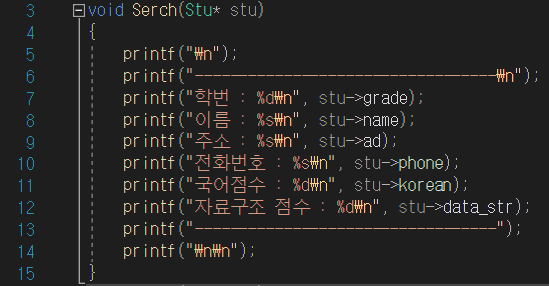 3 void Serch(Stu* stu)
4 {
5 printf("₩n");
6 printf("---------------------------------₩n");
7 printf("학번 : %d₩n", stu->grade);
8 printf("이름 : %s₩n", stu->name);
9 printf("주소 : %s₩n", stu->ad);
10 printf("전화번호 : %s₩n", stu->phone);
11 printf("국어점수 : %d₩n", stu->korean);
12 printf("자료구조 점수 : %d₩n", stu->data_str);
13 printf("---------------------------------");
14 printf("₩n₩n");
15 }